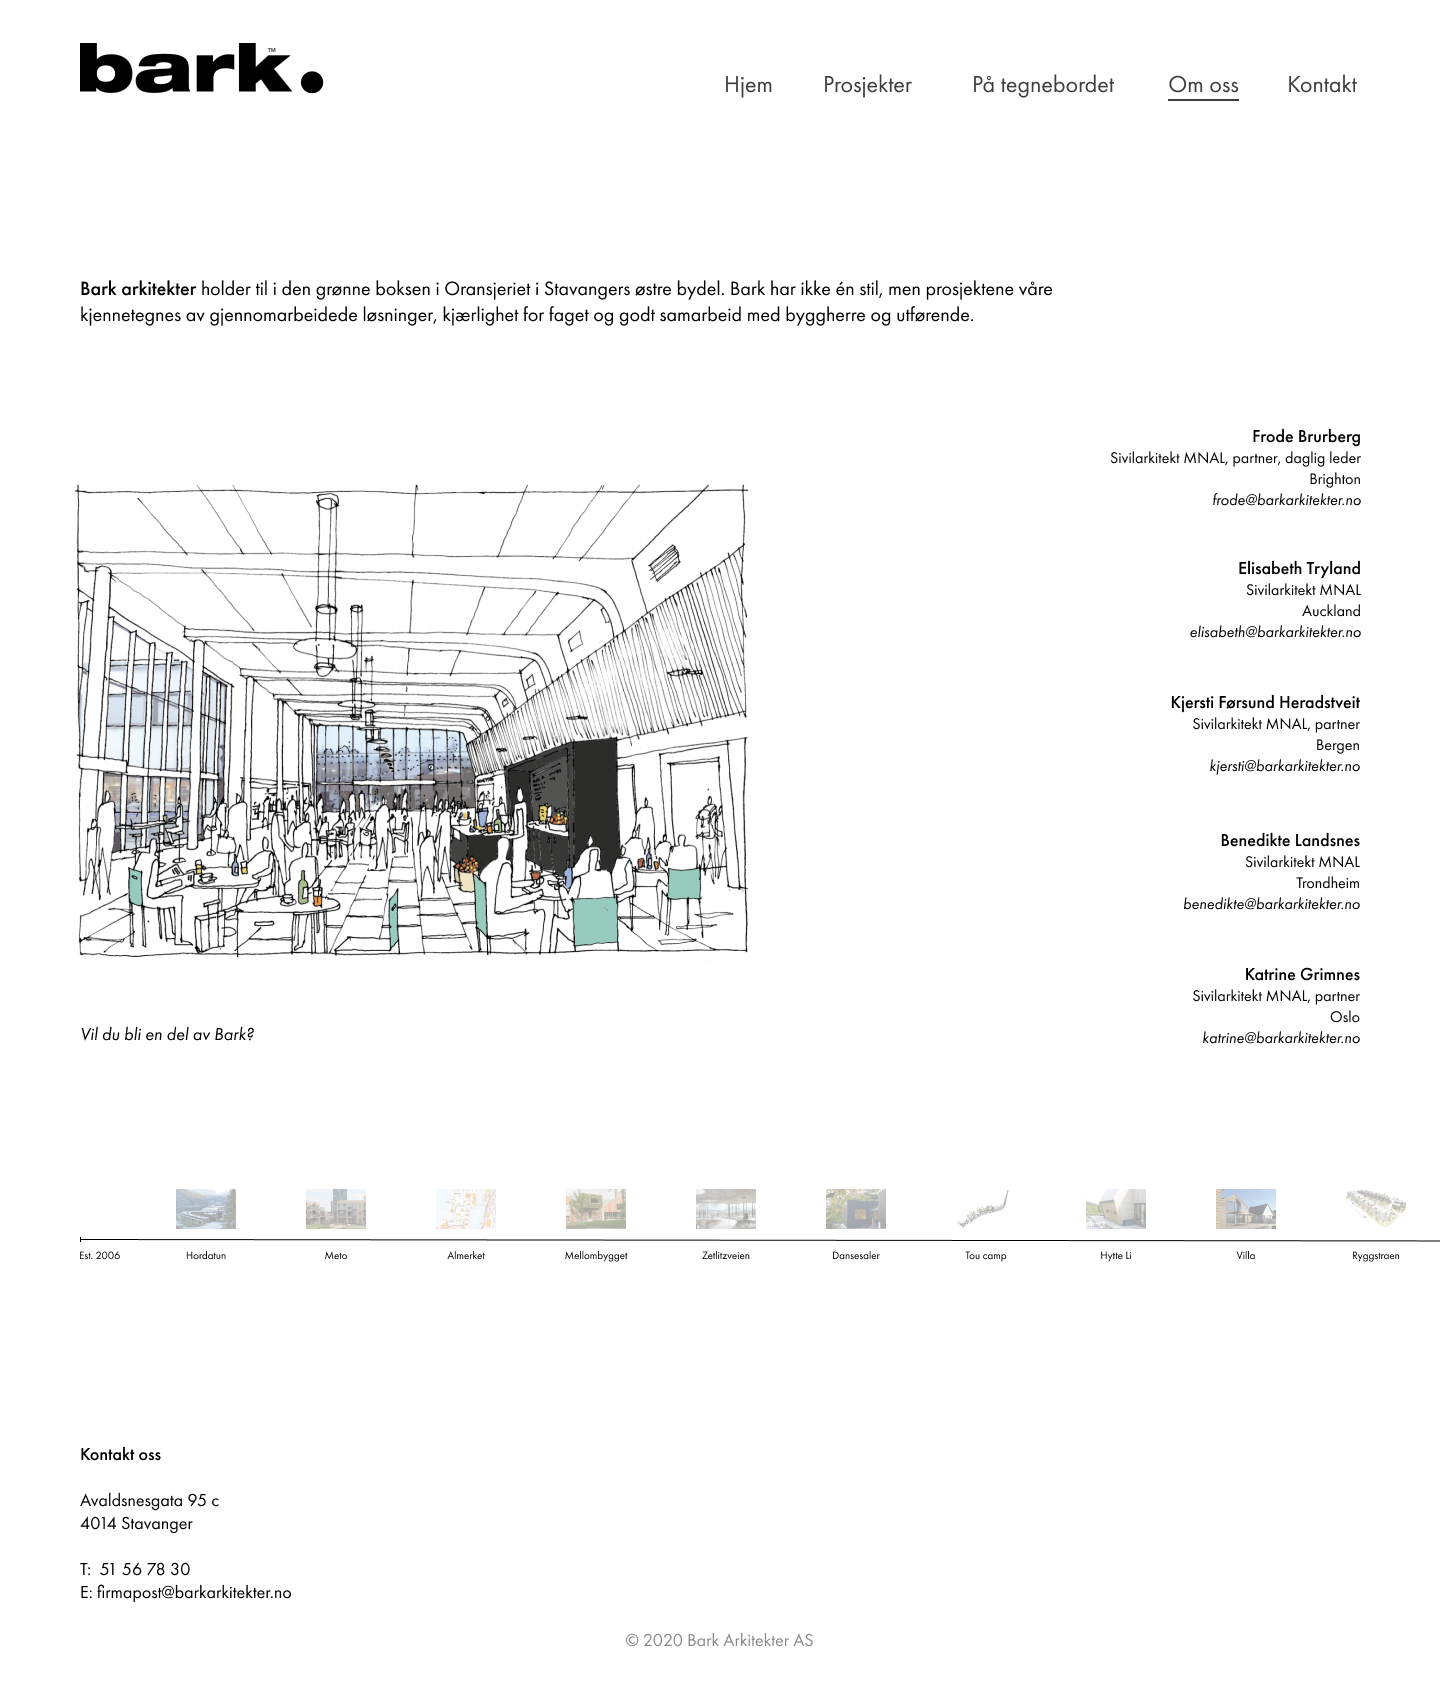 bark.™
Hjem Prosjekter På tegnebordet Om oss Kontakt
Bark arkitekter holder til i den grønne boksen i Oransjeriet i Stavangers østre bydel. Bark har ikke én stil, men prosjektene våre
kjennetegnes av gjennomarbeidede løsninger, kjærlighet for faget og godt samarbeid med byggherre og utførende.
Frode Brurberg
Sivilarkitekt MNAL, partner, daglig leder
Brighton
frode@barkarkitekter.no
Elisabeth Tryland
Sivilarkitekt MNAL
Auckland
elisabeth@barkarkitekter.no
Kjersti Førsund Heradstveit
Sivilarkitekt MNAL, partner
Bergen
kjersti@barkarkitekter.no
Benedikte Landsnes
Sivilarkitekt MNAL
Trondheim
benedikte@barkarkitekter.no
Katrine Grimnes
Sivilarkitekt MNAL, partner
Oslo
katrine@barkarkitekter.no
Vil du bli en del av Bark?
Est. 2006 Hordatun Meto Almerket Mellombygget Zetlitzveien Dansesaler Tou camp Hytte Li Villa Ryggstraen
Kontakt oss
Avaldsnesgata 95 c
4014 Stavanger
T: 51 56 78 30
E: firmapost@barkarkitekter.no
© 2020 Bark Arkitekter AS